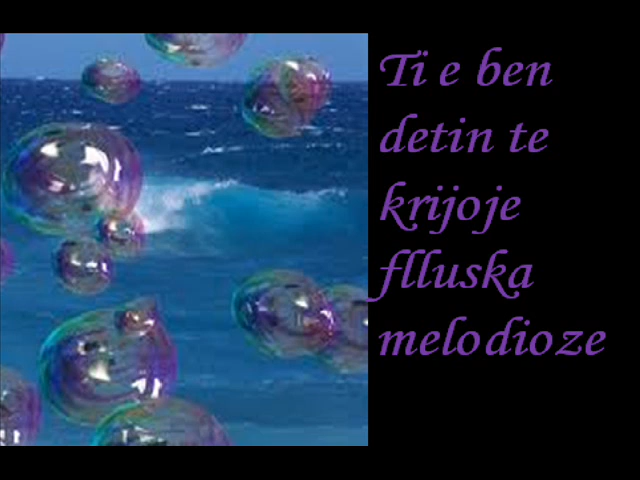 Ti e ben
detin te
krijoje
flluska
melodioze